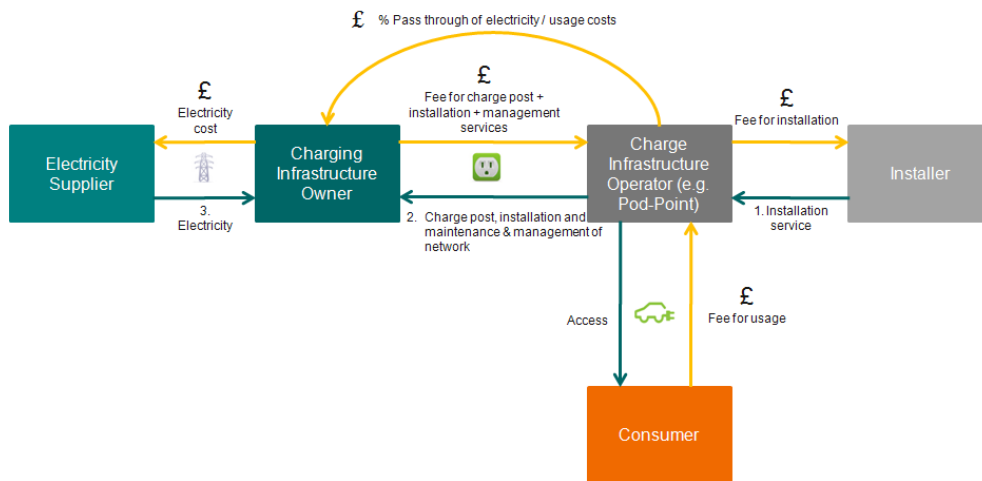 £ % Pass through of electricity / usage costs
£
Electricity
cost
£
Fee for charge post +
installation + management
services
£
Fee for installation
Electricity
Supplier
Charging
Infrastructure
Owner
Charge
Infrastructure
Operator (e.g.
Pod-Point)
Installer
3.
Electricity
2. Charge post, installation and
maintenance & management of
network
1. Installation
service
Access
£
Fee for usage
Consumer